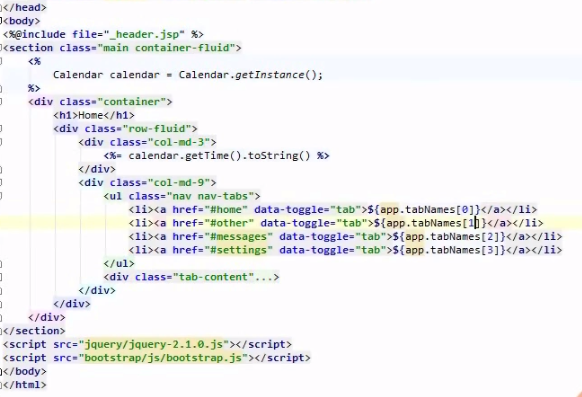 </head>
<body>
<%@include file="_header.jsp" %>
<section class="main container-fluid">
<%
Calendar calendar = Calendar.getInstance();
%>
<div class="container">
<h1>Home</h1>
<div class="row-fluid">
<div class="col-md-3">
<%= calendar.getTime().toString() %>
</div>
<div class="col-md-9">
<ul class="nav nav-tabs">
<li><a href="#home" data-toggle="tab">${app.tabNames[0]}</a></li>
<li><a href="#other" data-toggle="tab">${app.tabNames[1]}</a></li>
<li><a href="#messages" data-toggle="tab">${app.tabNames[2]}</a></li>
<li><a href="#settings" data-toggle="tab">${app.tabNames[3]}</a></li>
</ul>
<div class="tab-content"...>
</div>
</div>
</div>
</section>
<script src="jquery/jquery-2.1.0.js"></script>
<script src="bootstrap/js/bootstrap.js"></script>
</body>
</html>